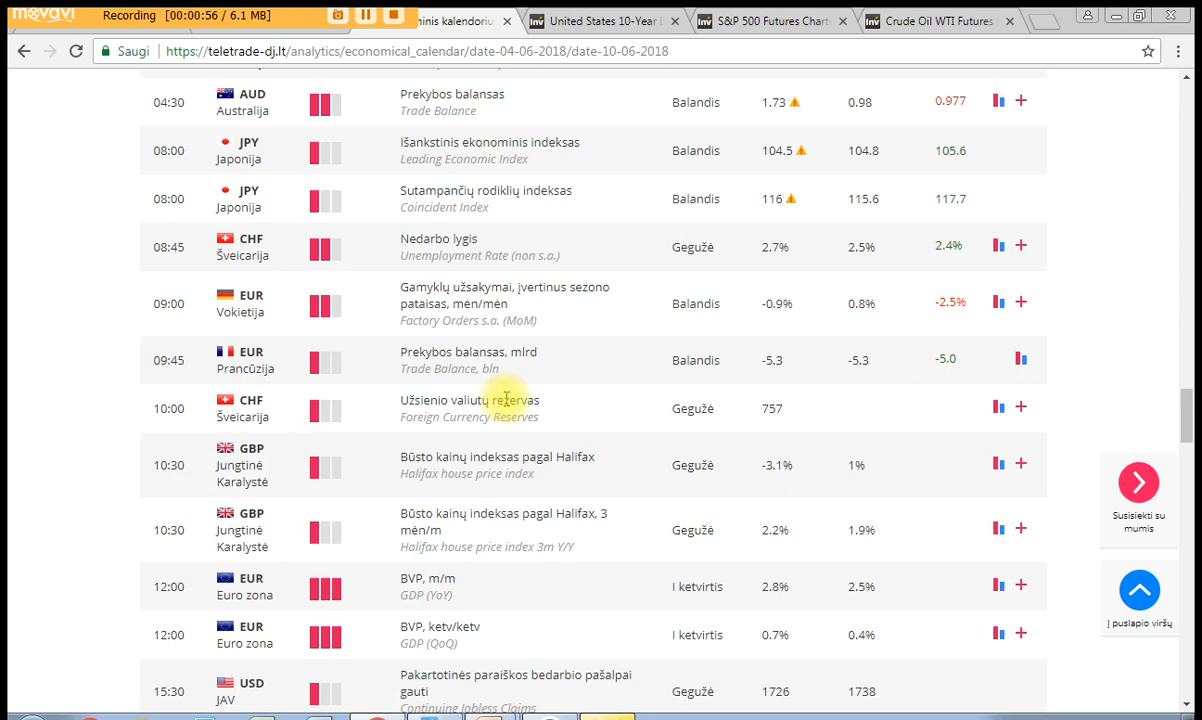 movavi
Recording [00:00:56 / 6.1 MB]
minis kalendoriu
United States 10-Year
S&P 500 Futures Chart
Crude Oil WTI Futures
Saugi https://teletrade-dj.lt/analytics/economical_calendar/date-04-06-2018/date-10-06-2018
04:30 AUD Australija Prekybos balansas Balandis 1.73 0.98 0.977
Trade Balance
08:00 JPY Japonija Išankstinis ekonominis indeksas Balandis 104.5 104.8 105.6
Leading Economic Index
08:00 JPY Japonija Sutampančių rodiklių indeksas Balandis 116 115.6 117.7
Coincident Index
08:45 CHF Šveicarija Nedarbo lygis Gegužė 2.7% 2.5% 2.4%
Unemployment Rate (non s.a.)
09:00 EUR Vokietija Gamyklų užsakymai, įvertinus sezono
pataisas, mėn/mėn Balandis -0.9% 0.8% -2.5%
Factory Orders s.a. (MoM)
09:45 EUR Prancūzija Prekybos balansas, mlrd Balandis -5.3 -5.3 -5.0
Trade Balance, bln
10:00 CHF Šveicarija Užsienio valiutų rezervas Gegužė 757
Foreign Currency Reserves
10:30 GBP Jungtinė Karalystė Būsto kainų indeksas pagal Halifax Gegužė -3.1% 1%
Halifax house price index
10:30 GBP Jungtinė Karalystė Būsto kainų indeksas pagal Halifax, 3
mėn/m Gegužė 2.2% 1.9%
Halifax house price index 3m Y/Y
12:00 EUR Euro zona BVP, m/m I ketvirtis 2.8% 2.5%
GDP (YoY)
12:00 EUR Euro zona BVP, ketv/ketv I ketvirtis 0.7% 0.4%
GDP (QoQ)
15:30 USD JAV Pakartotinės paraiškos bedarbio pašalpai
gauti Gegužė 1726 1738
Continuing Jobless Claims
Susisiekti su
mumis
Į puslapio viršų